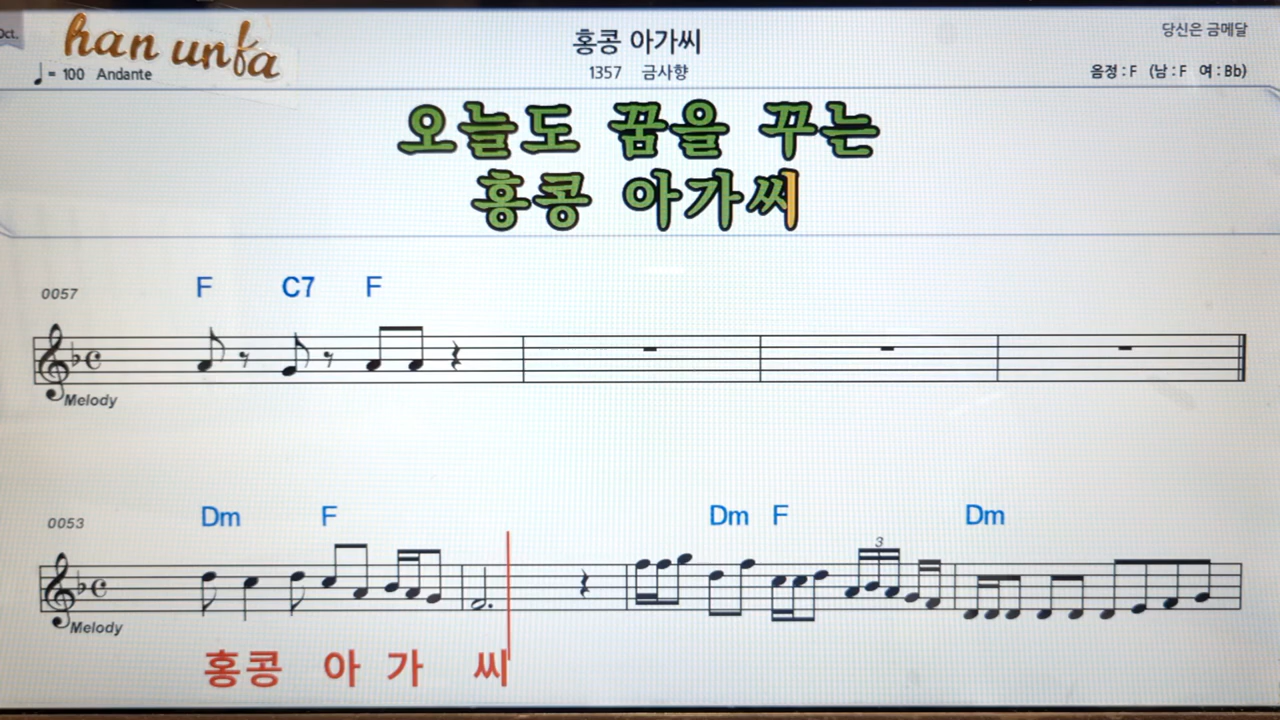 Oct.
han unfa
♩= 100 Andante
홍콩 아가씨
1357 금사향
당신은 금메달
음정 : F (남 : F 여 : Bb)
오늘도 꿈을 꾸는
홍콩 아가씨
0057
F C7 F
Melody
0053
Dm F Dm F Dm
3
Melody
홍콩 아 가 씨